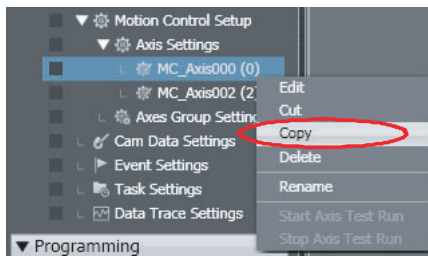 Motion Control Setup
Axis Settings
MC_Axis000 (0)
MC_Axis002 (2)
Axes Group Setting
Cam Data Settings
Event Settings
Task Settings
Data Trace Settings
Programming
Edit
Cut
Copy
Delete
Rename
Start Axis Test Run
Stop Axis Test Run